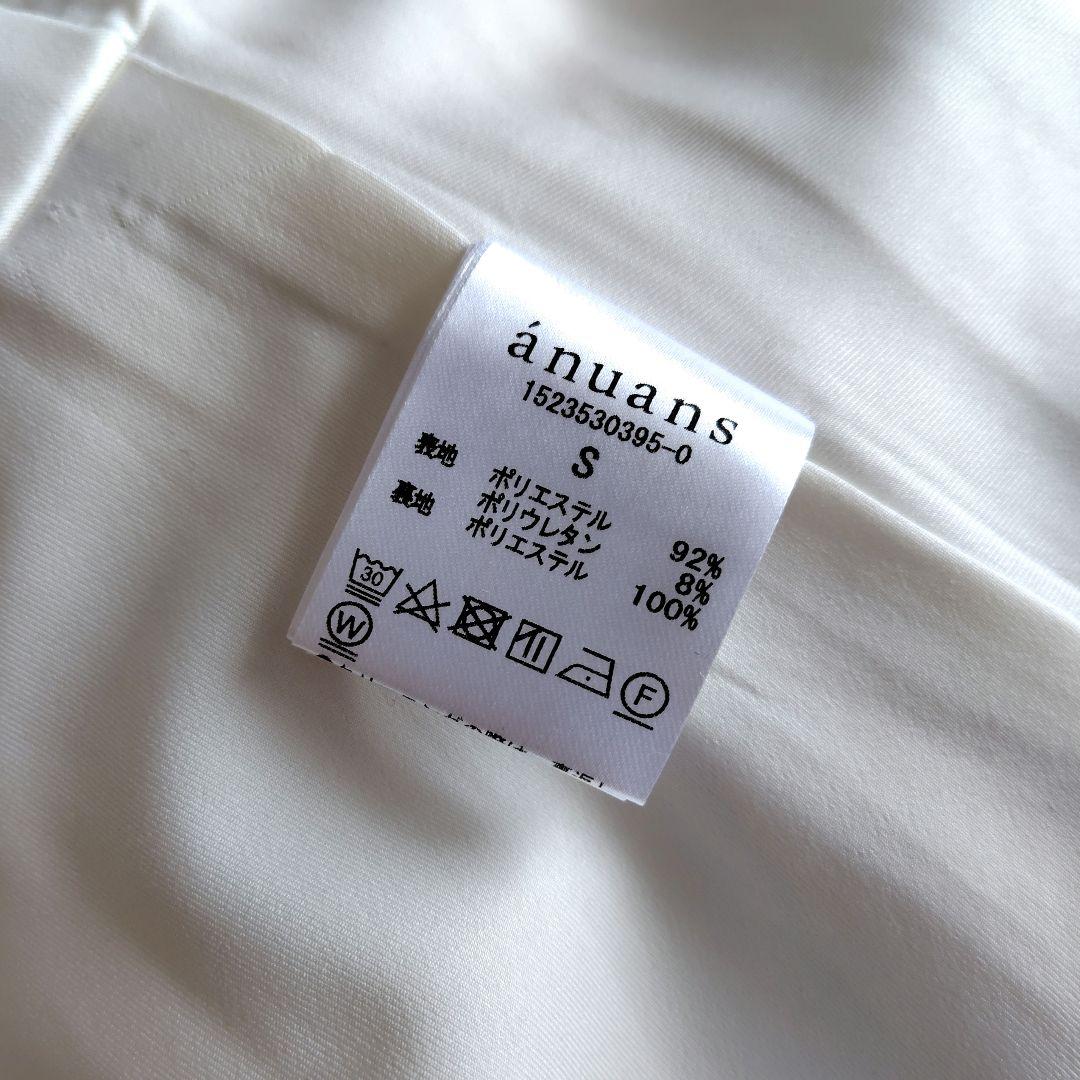 ánuans
1523530395-0
S
表地 ポリエステル 92%
ポリウレタン 8%
裏地 ポリエステル 100%
30
W
F